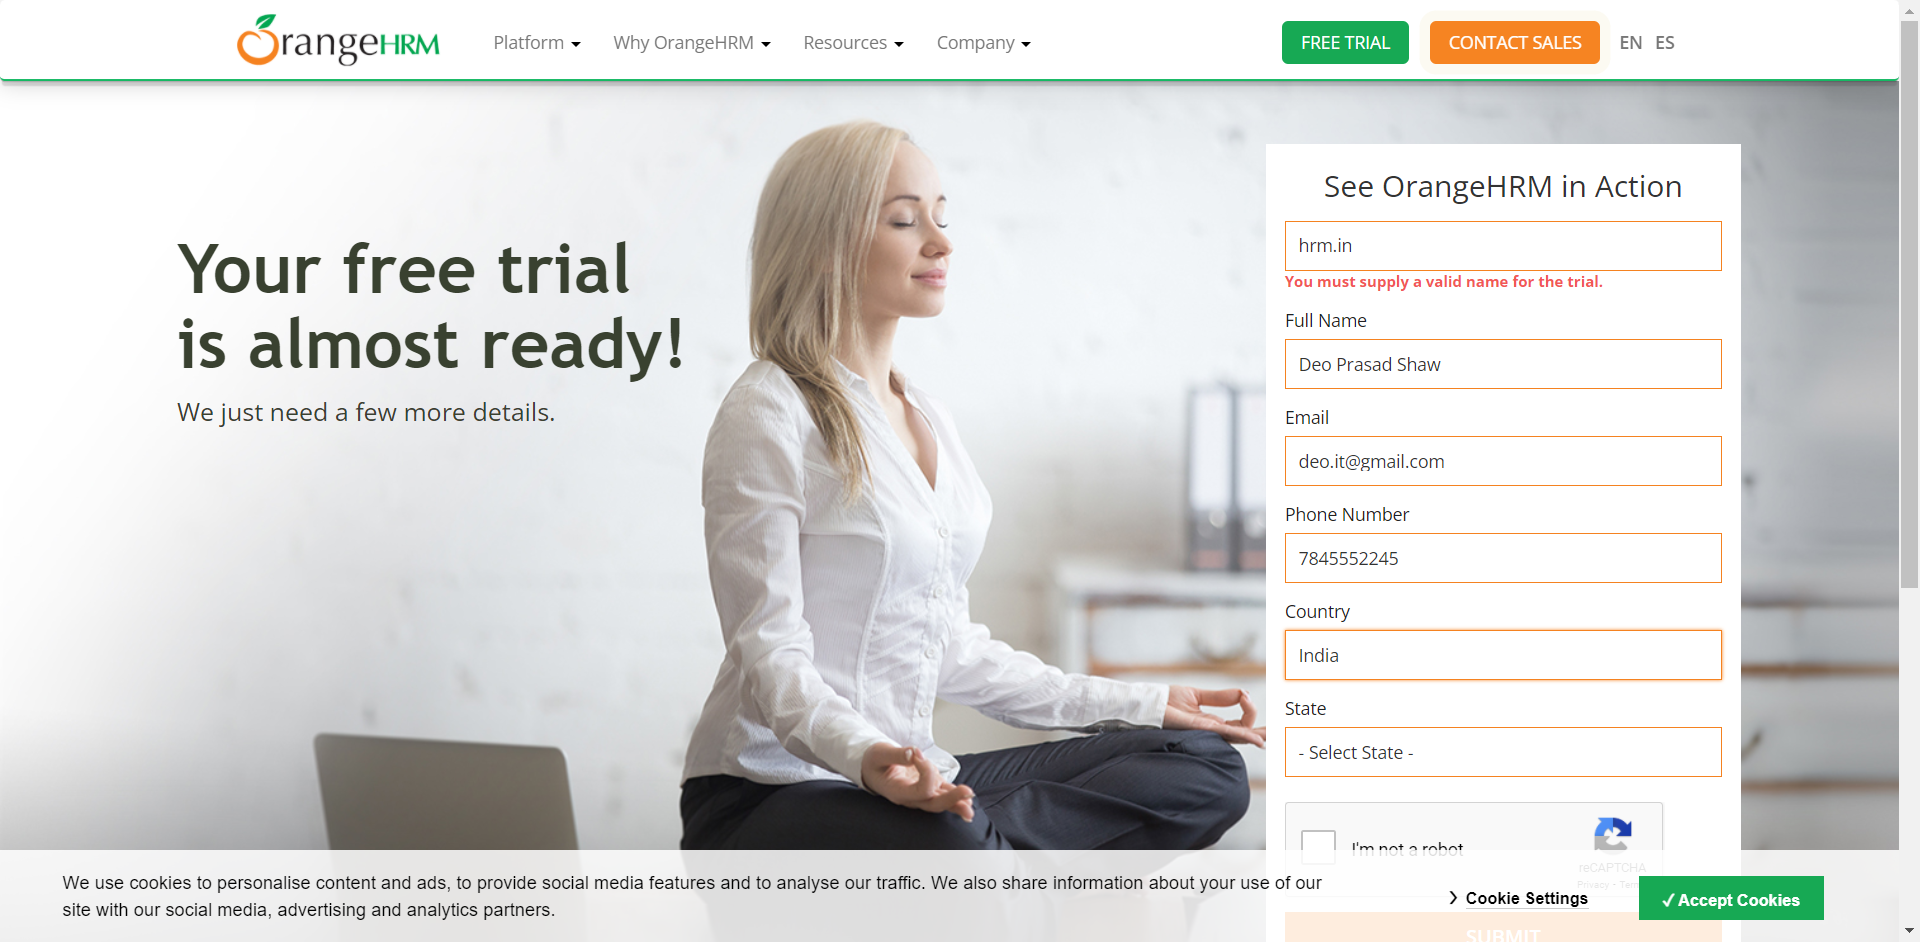 OrangeHRM
Platform
Why OrangeHRM
Resources
Company
FREE TRIAL
CONTACT SALES
EN ES
Your free trial
is almost ready!
We just need a few more details.
See OrangeHRM in Action
hrm.in
You must supply a valid name for the trial.
Full Name
Deo Prasad Shaw
Email
deo.it@gmail.com
Phone Number
7845552245
Country
India
State
- Select State -
I'm not a robot
reCAPTCHA
Privacy -
SUBMIT
We use cookies to personalise content and ads, to provide social media features and to analyse our traffic. We also share information about your use of our
site with our social media, advertising and analytics partners.
Cookie Settings
✓ Accept Cookies